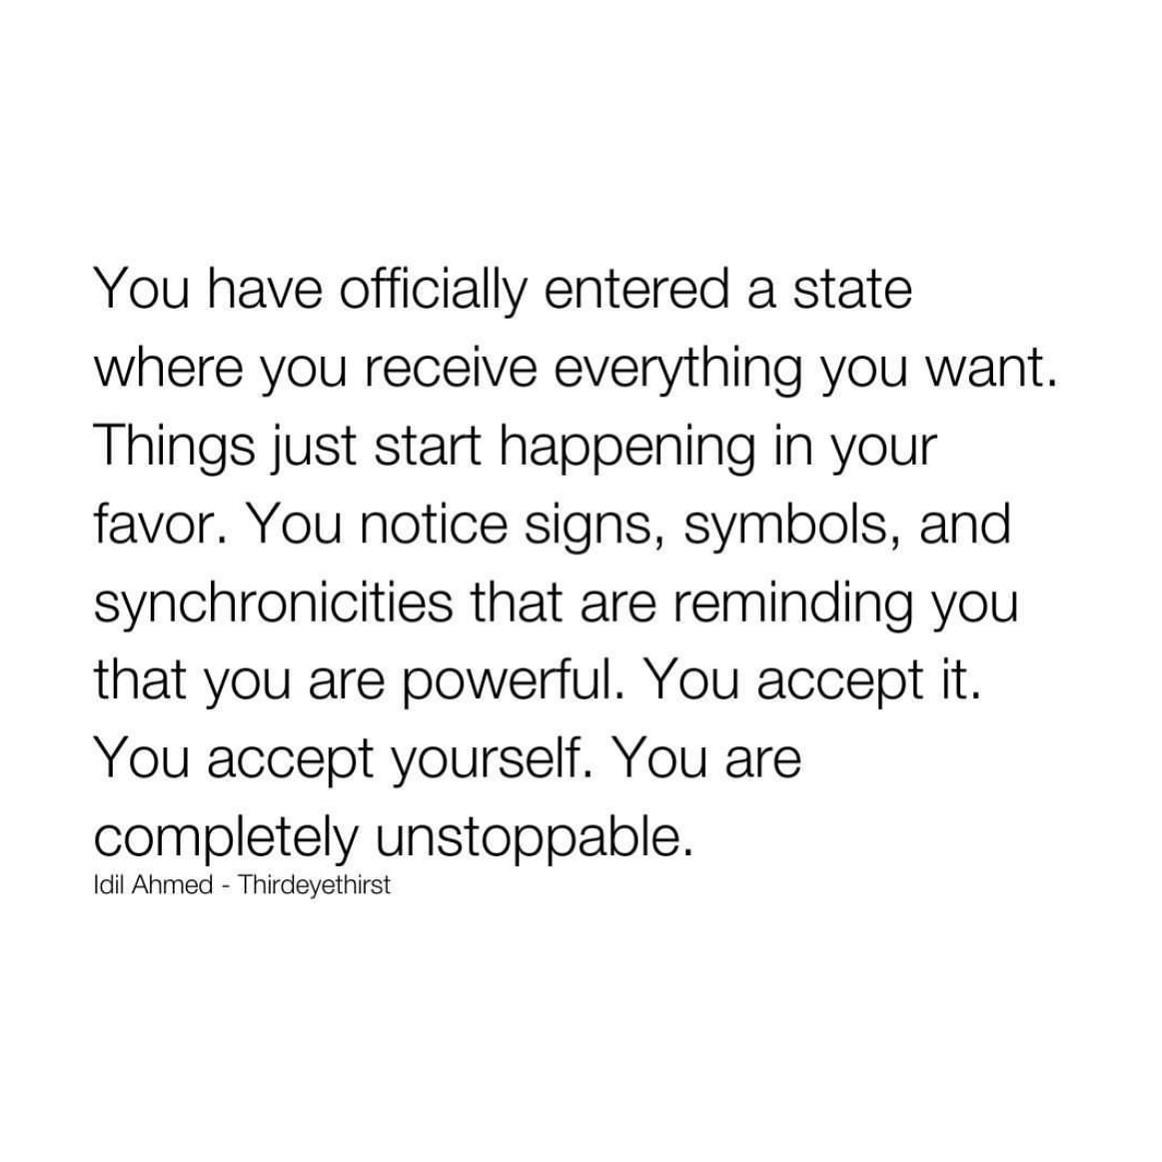 You have officially entered a state
where you receive everything you want.
Things just start happening in your
favor. You notice signs, symbols, and
synchronicities that are reminding you
that you are powerful. You accept it.
You accept yourself. You are
completely unstoppable.
Idil Ahmed - Thirdeyethirst